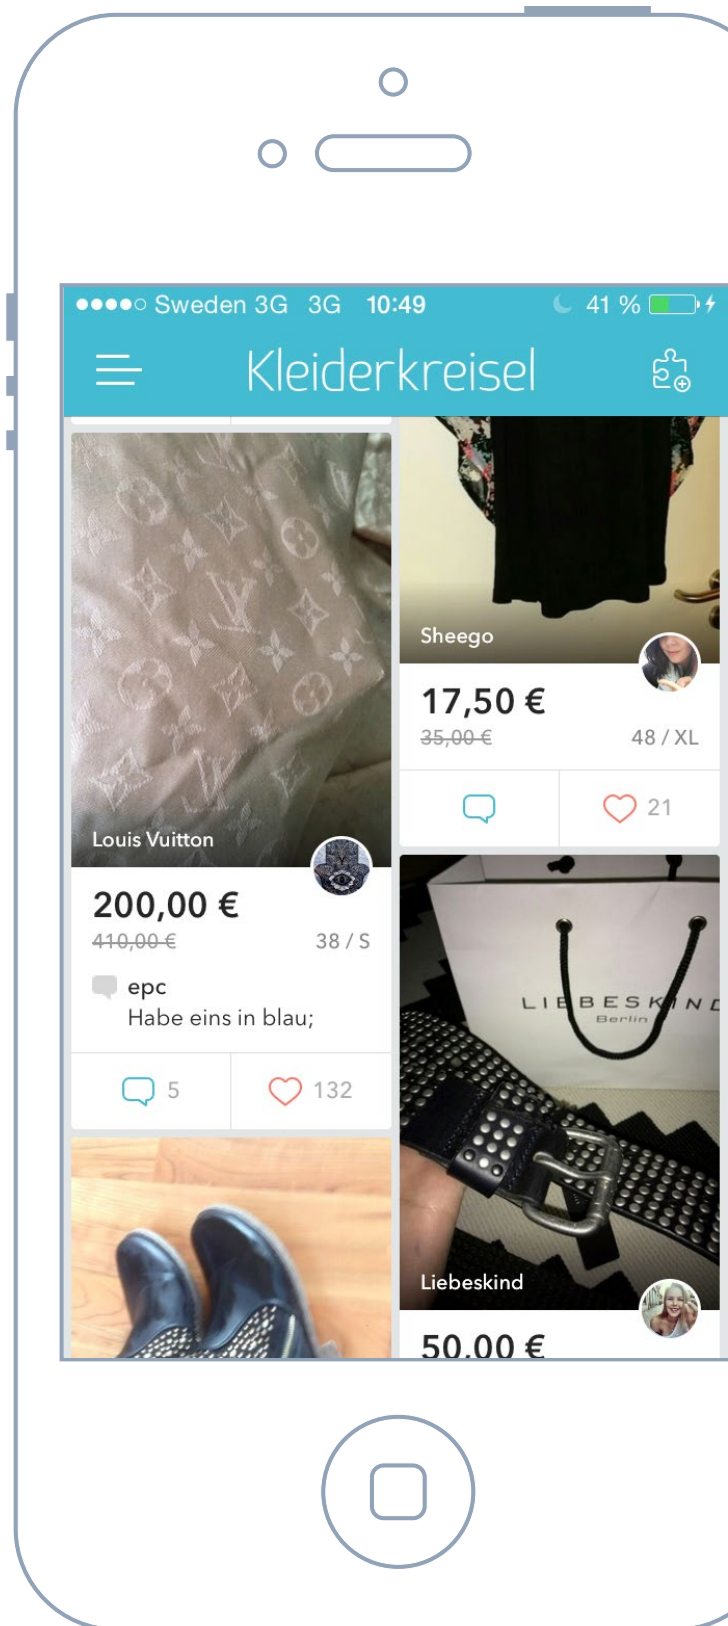 Sweden 3G 3G 10:49 41 %
Kleiderkreisel
Louis Vuitton
200,00 €
410,00 €
38 / S
epc
Habe eins in blau;
5
132
Sheego
17,50 €
35,00 €
48 / XL
21
LIEBESKIND
Berlin
Liebeskind
50,00 €